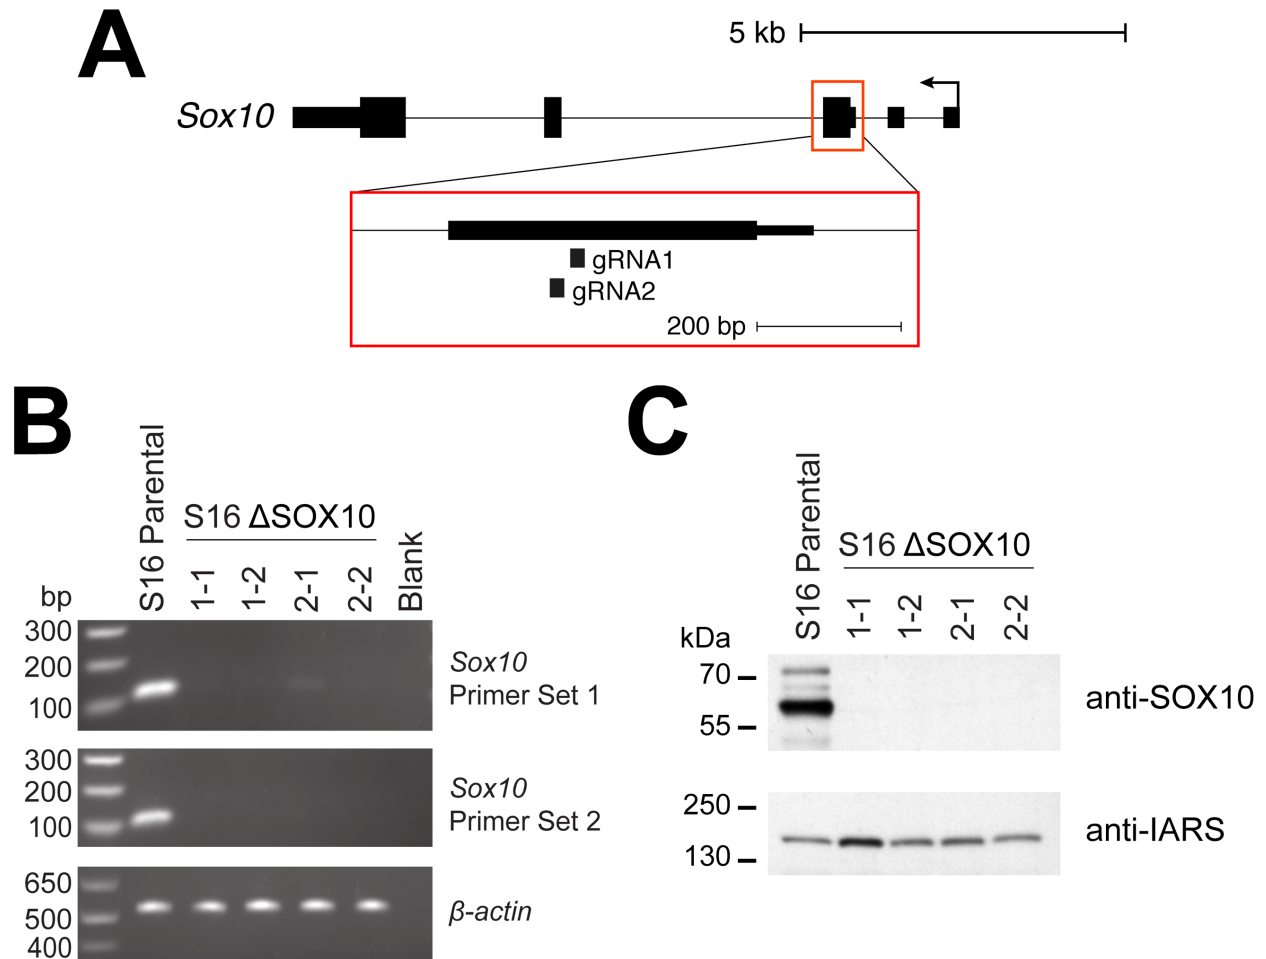 A
5 kb
Sox10
gRNA1
gRNA2
200 bp
B
S16 Parental
S16 ΔSOX10
1-1
1-2
2-1
2-2
Blank
bp
300
200
100
Sox10
Primer Set 1
300
200
100
Sox10
Primer Set 2
650
500
400
β-actin
C
S16 Parental
S16 ΔSOX10
1-1
1-2
2-1
2-2
kDa
70
55
anti-SOX10
250
130
anti-IARS